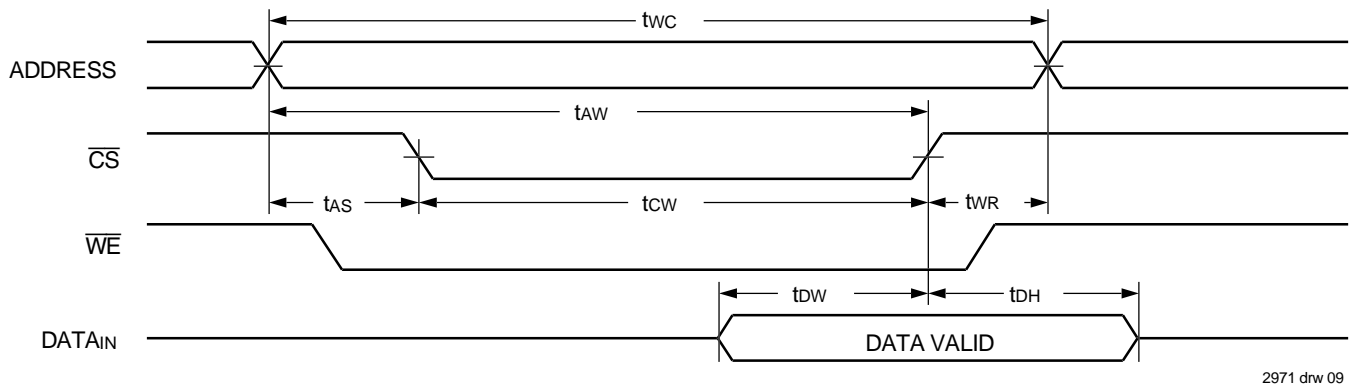 tWC
ADDRESS
tAW
CS
tAS
tCW
tWR
WE
tDW
tDH
DATAIN
DATA VALID
2971 drw 09